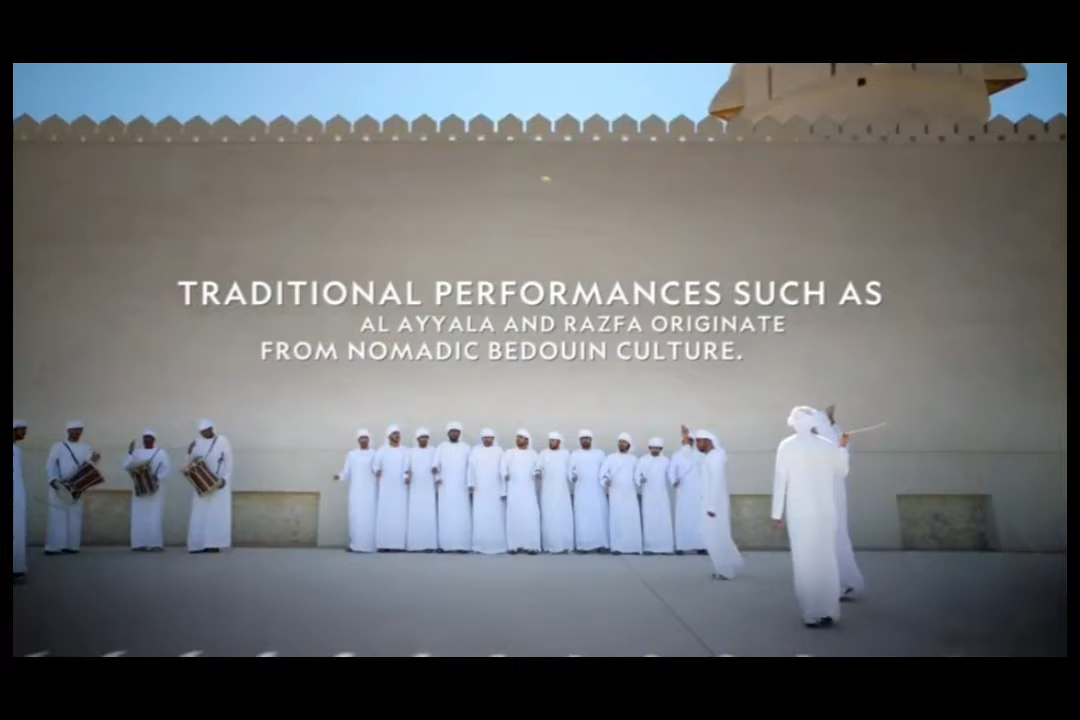 TRADITIONAL PERFORMANCES SUCH AS
AL AYYALA AND RAZFA ORIGINATE
FROM NOMADIC BEDOUIN CULTURE.